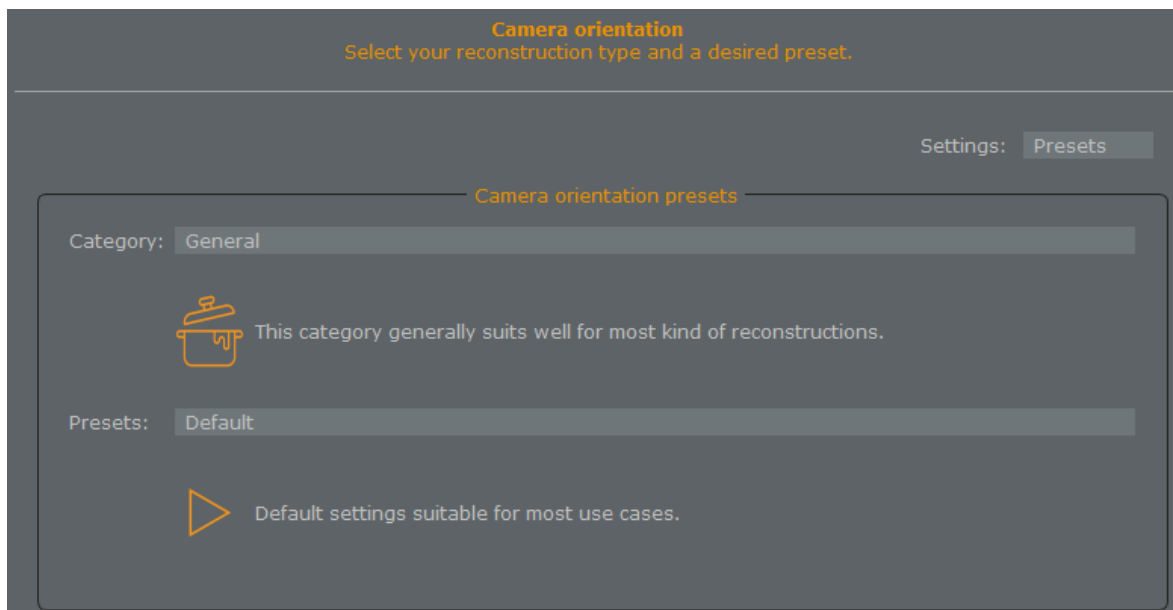 Camera orientation
Select your reconstruction type and a desired preset.
Settings: Presets
Camera orientation presets
Category: General
This category generally suits well for most kind of reconstructions.
Presets: Default
Default settings suitable for most use cases.